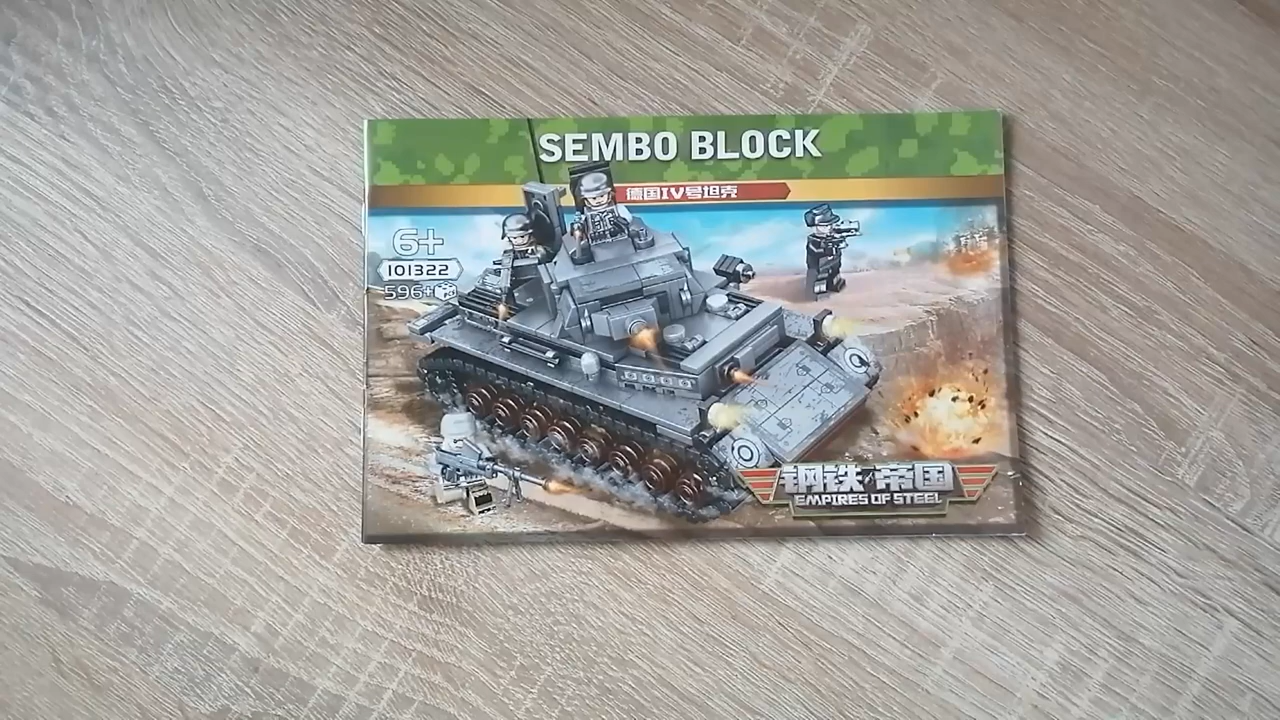 SEMBO BLOCK
德国IV号坦克
6+
101322
596+
钢铁帝国
EMPIRES OF STEEL